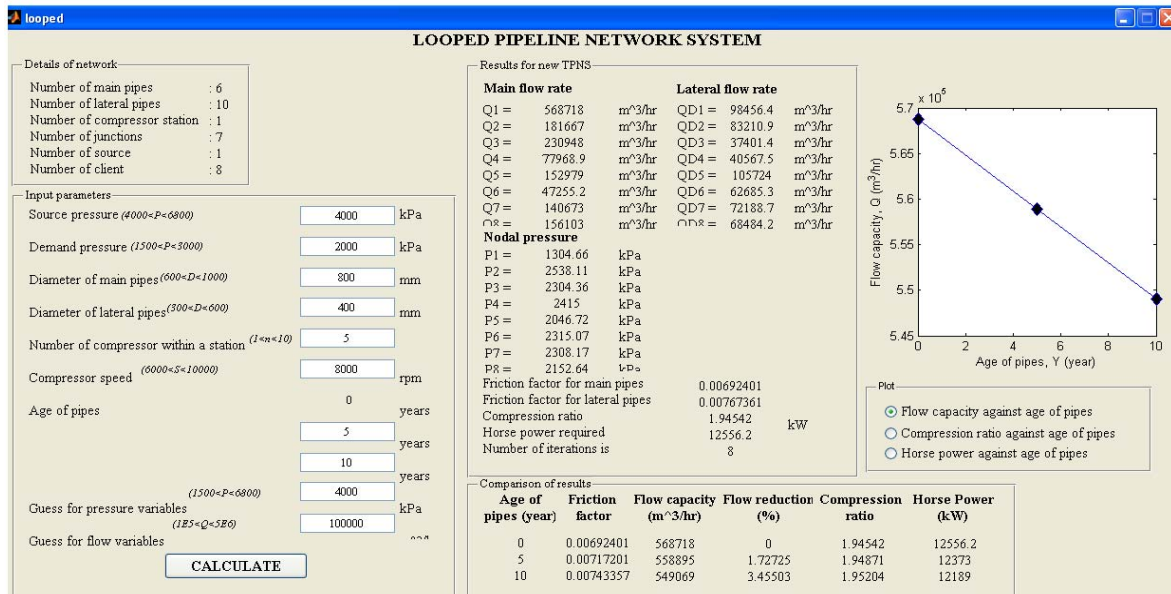 looped
LOOPED PIPELINE NETWORK SYSTEM
Details of network
Number of main pipes : 6
Number of lateral pipes : 10
Number of compressor station : 1
Number of junctions : 7
Number of source : 1
Number of client : 8
Input parameters
Source pressure (4000<P<6800) 4000 kPa
Demand pressure (1500<P<3000) 2000 kPa
Diameter of main pipes (600<D<1000) 800 mm
Diameter of lateral pipes (300<D<600) 400 mm
Number of compressor within a station (1<n<10) 5
Compressor speed (6000<S<10000) 8000 rpm
Age of pipes 0 years
5 years
10 years
Guess for pressure variables (1500<P<6800) 4000 kPa
Guess for flow variables (1E5<Q<5E6) 100000
CALCULATE
Results for new TPNS
Main flow rate Lateral flow rate
Q1 = 568718 m^3/hr QD1 = 98456.4 m^3/hr
Q2 = 181667 m^3/hr QD2 = 83210.9 m^3/hr
Q3 = 230948 m^3/hr QD3 = 37401.4 m^3/hr
Q4 = 77968.9 m^3/hr QD4 = 40567.5 m^3/hr
Q5 = 152979 m^3/hr QD5 = 105724 m^3/hr
Q6 = 47255.2 m^3/hr QD6 = 62685.3 m^3/hr
Q7 = 140673 m^3/hr QD7 = 72188.7 m^3/hr
Q8 = 156103 m^3/hr QD8 = 68484.2 m^3/hr
Nodal pressure
P1 = 1304.66 kPa
P2 = 2538.11 kPa
P3 = 2304.36 kPa
P4 = 2415 kPa
P5 = 2046.72 kPa
P6 = 2315.07 kPa
P7 = 2308.17 kPa
P8 = 2152.64 kPa
Friction factor for main pipes 0.00692401
Friction factor for lateral pipes 0.00767361
Compression ratio 1.94542
Horse power required 12556.2 kW
Number of iterations is 8
Comparison of results
Age of pipes (year) Friction factor Flow capacity (m^3/hr) Flow reduction (%) Compression ratio Horse Power (kW)
0 0.00692401 568718 0 1.94542 12556.2
5 0.00717201 558895 1.72725 1.94871 12373
10 0.00743357 549069 3.45503 1.95204 12189
x 10^5
5.7
5.65
5.6
5.55
5.5
5.45
0 2 4 6 8 10
Flow capacity, Q (m^3/hr)
Age of pipes, Y (year)
Plot
Flow capacity against age of pipes
Compression ratio against age of pipes
Horse power against age of pipes